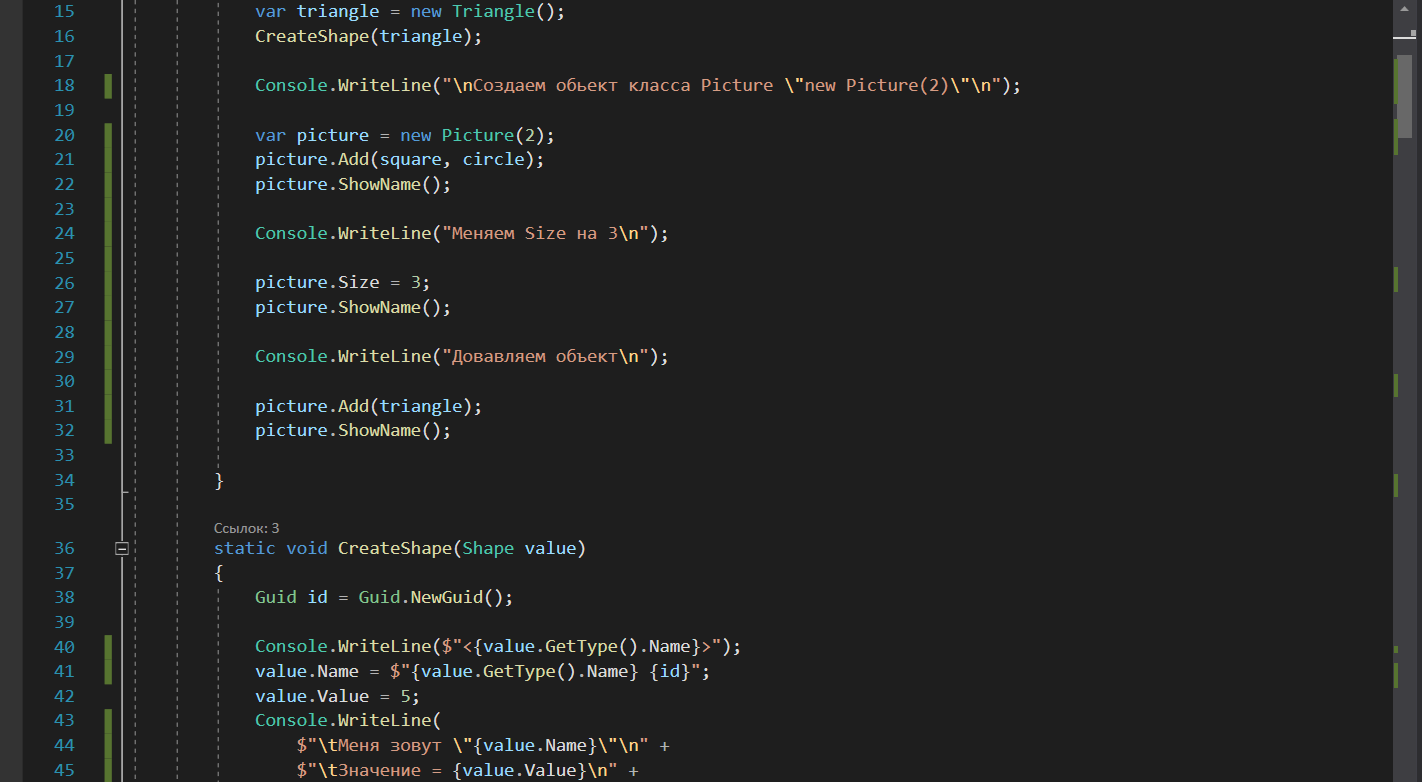 15 var triangle = new Triangle();
16 CreateShape(triangle);
17
18 Console.WriteLine("\nСоздаем обьект класса Picture \"new Picture(2)\"\n");
19
20 var picture = new Picture(2);
21 picture.Add(square, circle);
22 picture.ShowName();
23
24 Console.WriteLine("Меняем Size на 3\n");
25
26 picture.Size = 3;
27 picture.ShowName();
28
29 Console.WriteLine("Довавляем объект\n");
30
31 picture.Add(triangle);
32 picture.ShowName();
33
34 }
35
Ссылок: 3
36 static void CreateShape(Shape value)
37 {
38 Guid id = Guid.NewGuid();
39
40 Console.WriteLine($"<{value.GetType().Name}>");
41 value.Name = $"{value.GetType().Name} {id}";
42 value.Value = 5;
43 Console.WriteLine(
44 $"\tМеня зовут \"{value.Name}\"\n" +
45 $"\tЗначение = {value.Value}\n" +